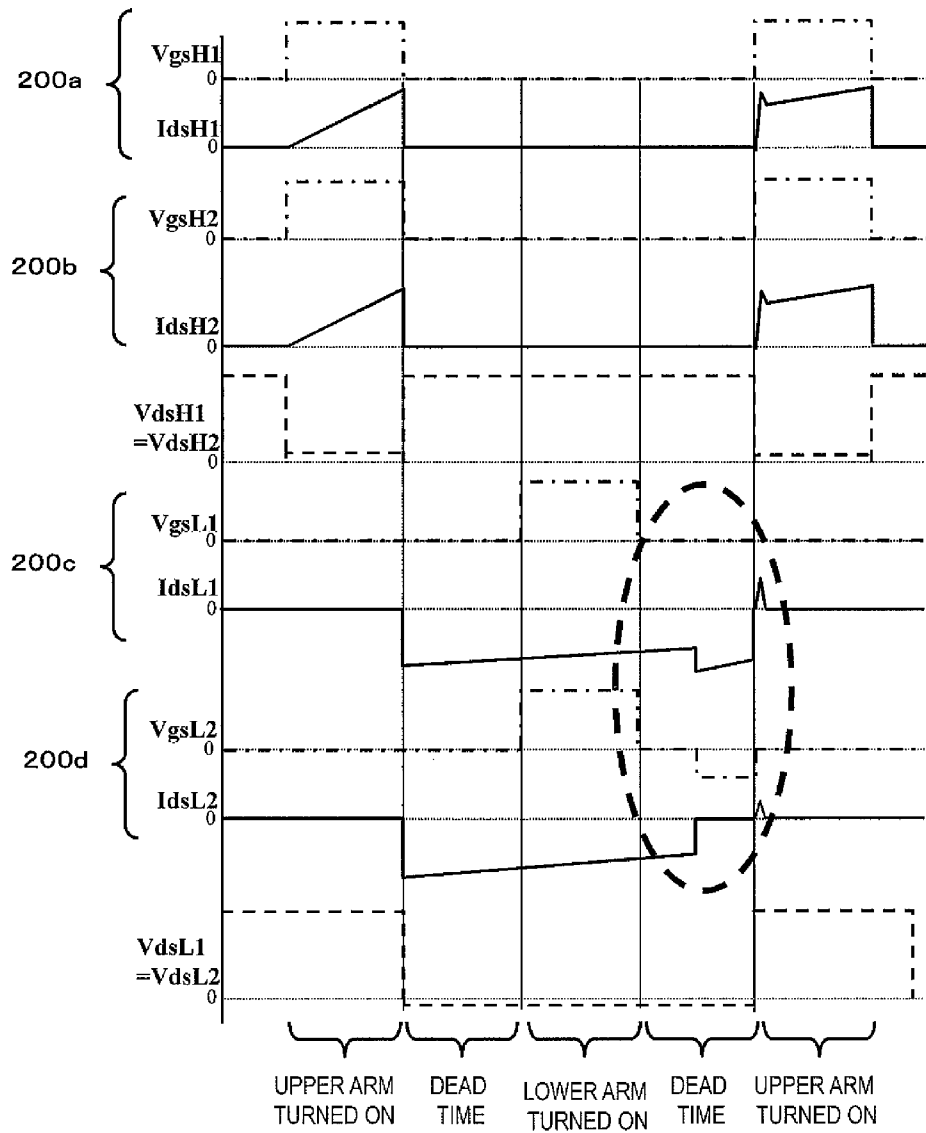 200a
VgsH1
0
IdsH1
0
200b
VgsH2
0
IdsH2
0
VdsH1
=VdsH2
0
200c
VgsL1
0
IdsL1
0
200d
VgsL2
0
IdsL2
0
VdsL1
=VdsL2
0
UPPER ARM
TURNED ON
DEAD
TIME
LOWER ARM
TURNED ON
DEAD
TIME
UPPER ARM
TURNED ON